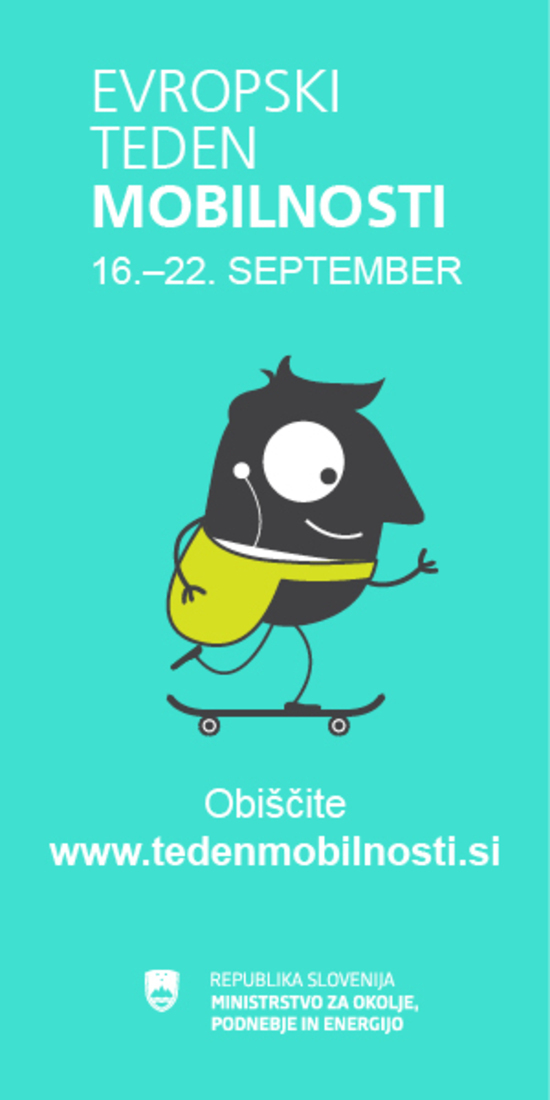 EVROPSKI
TEDEN
MOBILNOSTI
16.–22. SEPTEMBER
Obiščite
www.tedenmobilnosti.si
REPUBLIKA SLOVENIJA
MINISTRSTVO ZA OKOLJE,
PODNEBJE IN ENERGIJO